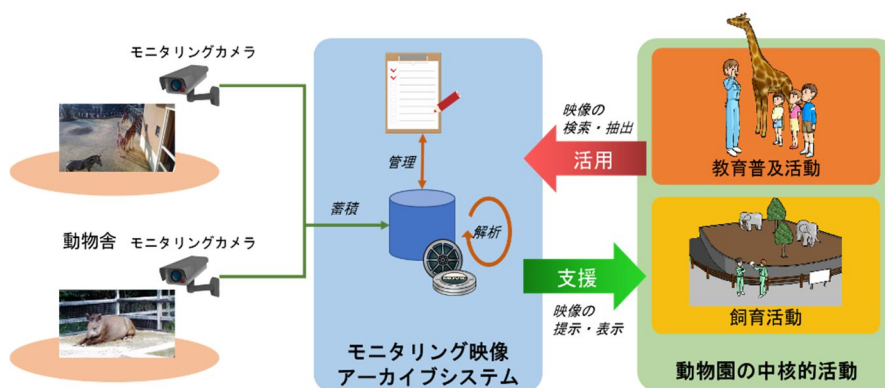 モニタリングカメラ
動物舎
モニタリングカメラ
蓄積
管理
解析
モニタリング映像
アーカイブシステム
映像の
検索・抽出
活用
支援
映像の
提示・表示
教育普及活動
飼育活動
動物園の中核的活動